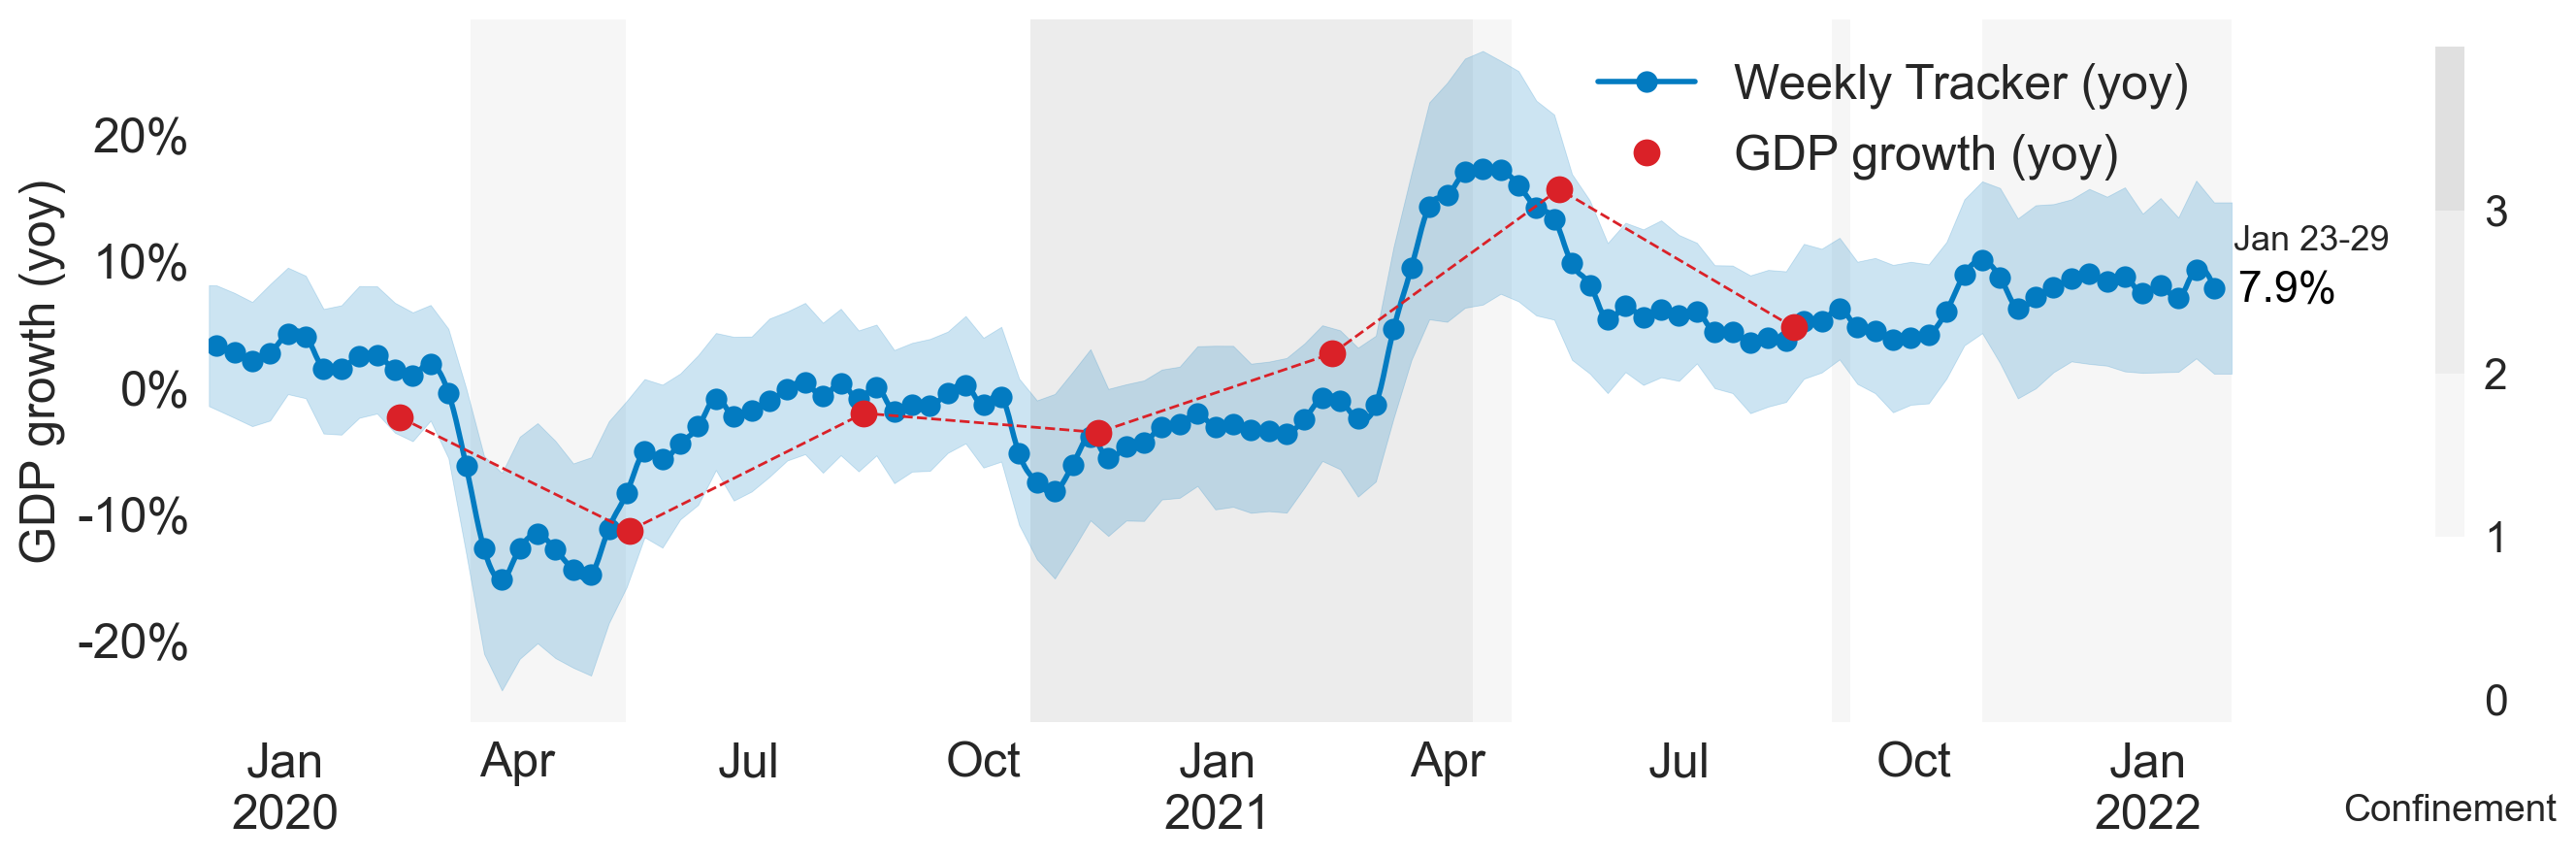 Weekly Tracker (yoy)
GDP growth (yoy)
GDP growth (yoy)
20%
10%
0%
-10%
-20%
Jan 23-29
7.9%
3
2
1
0
Jan Apr Jul Oct Jan Apr Jul Oct Jan
2020 2021 2022
Confinement